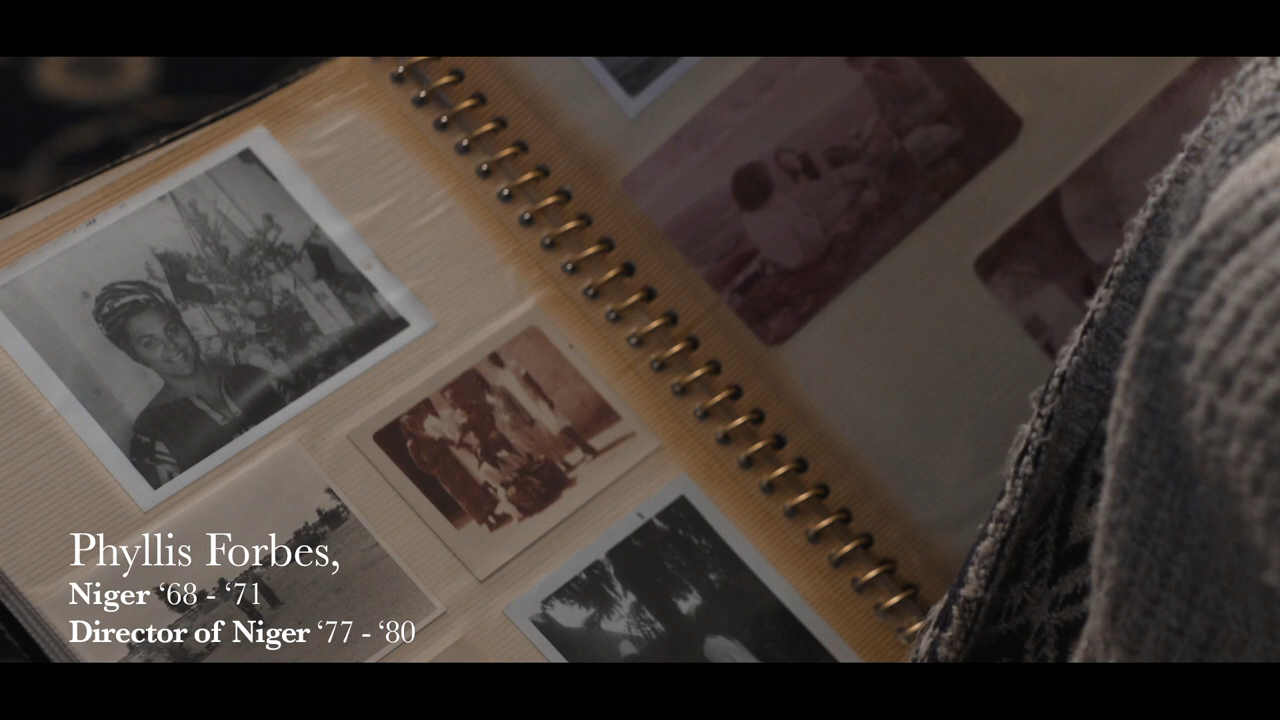 Phyllis Forbes,
Niger ‘68 - ‘71
Director of Niger ‘77 - ‘80